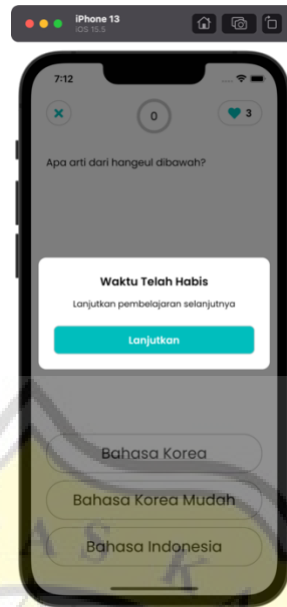 iPhone 13
iOS 15.5
7:12
0
3
Apa arti dari hangeul dibawah?
Waktu Telah Habis
Lanjutkan pembelajaran selanjutnya
Lanjutkan
Bahasa Korea
Bahasa Korea Mudah
Bahasa Indonesia
A S K